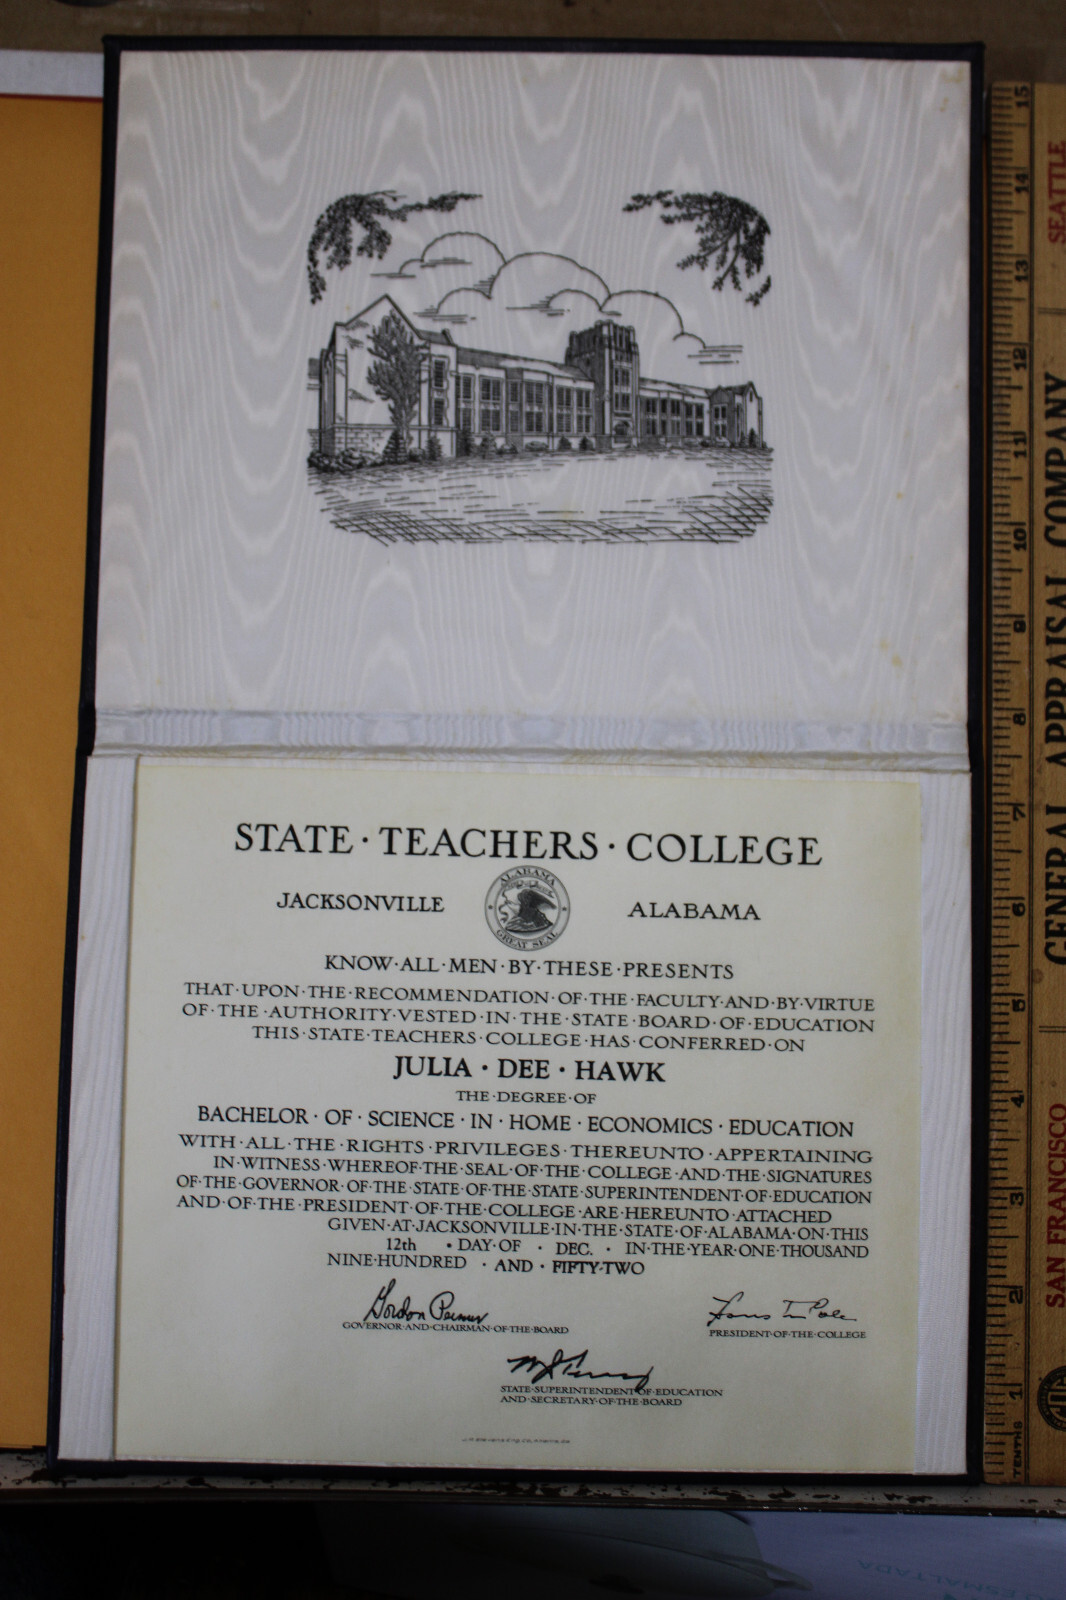 STATE · TEACHERS · COLLEGE
JACKSONVILLE ALABAMA
ALABAMA
GREAT SEAL
KNOW·ALL·MEN·BY·THESE·PRESENTS
THAT·UPON·THE·RECOMMENDATION·OF·THE·FACULTY·AND·BY·VIRTUE
OF·THE·AUTHORITY·VESTED·IN·THE·STATE·BOARD·OF·EDUCATION
THIS·STATE·TEACHERS·COLLEGE·HAS·CONFERRED·ON
JULIA · DEE · HAWK
THE·DEGREE·OF
BACHELOR · OF · SCIENCE · IN · HOME · ECONOMICS · EDUCATION
WITH·ALL·THE·RIGHTS·PRIVILEGES·THEREUNTO·APPERTAINING
IN·WITNESS·WHEREOF·THE·SEAL·OF·THE·COLLEGE·AND·THE·SIGNATURES
OF·THE·GOVERNOR·OF·THE·STATE·OF·THE·STATE·SUPERINTENDENT·OF·EDUCATION
AND·OF·THE·PRESIDENT·OF·THE·COLLEGE·ARE·HEREUNTO·ATTACHED
GIVEN·AT·JACKSONVILLE·IN·THE·STATE·OF·ALABAMA·ON·THIS
12th · DAY·OF · DEC. · IN·THE·YEAR·ONE·THOUSAND
NINE·HUNDRED · AND · FIFTY-TWO
Gordon Persons
GOVERNOR·AND·CHAIRMAN·OF·THE·BOARD
PRESIDENT·OF·THE·COLLEGE
STATE·SUPERINTENDENT·OF·EDUCATION
AND·SECRETARY·OF·THE·BOARD
SEATTLE
GENERAL APPRAISAL COMPANY
SAN FRANCISCO
15
14
13
12
11
10
9
8
7
6
5
4
3
2
1
TENTHS
ESMALTADA